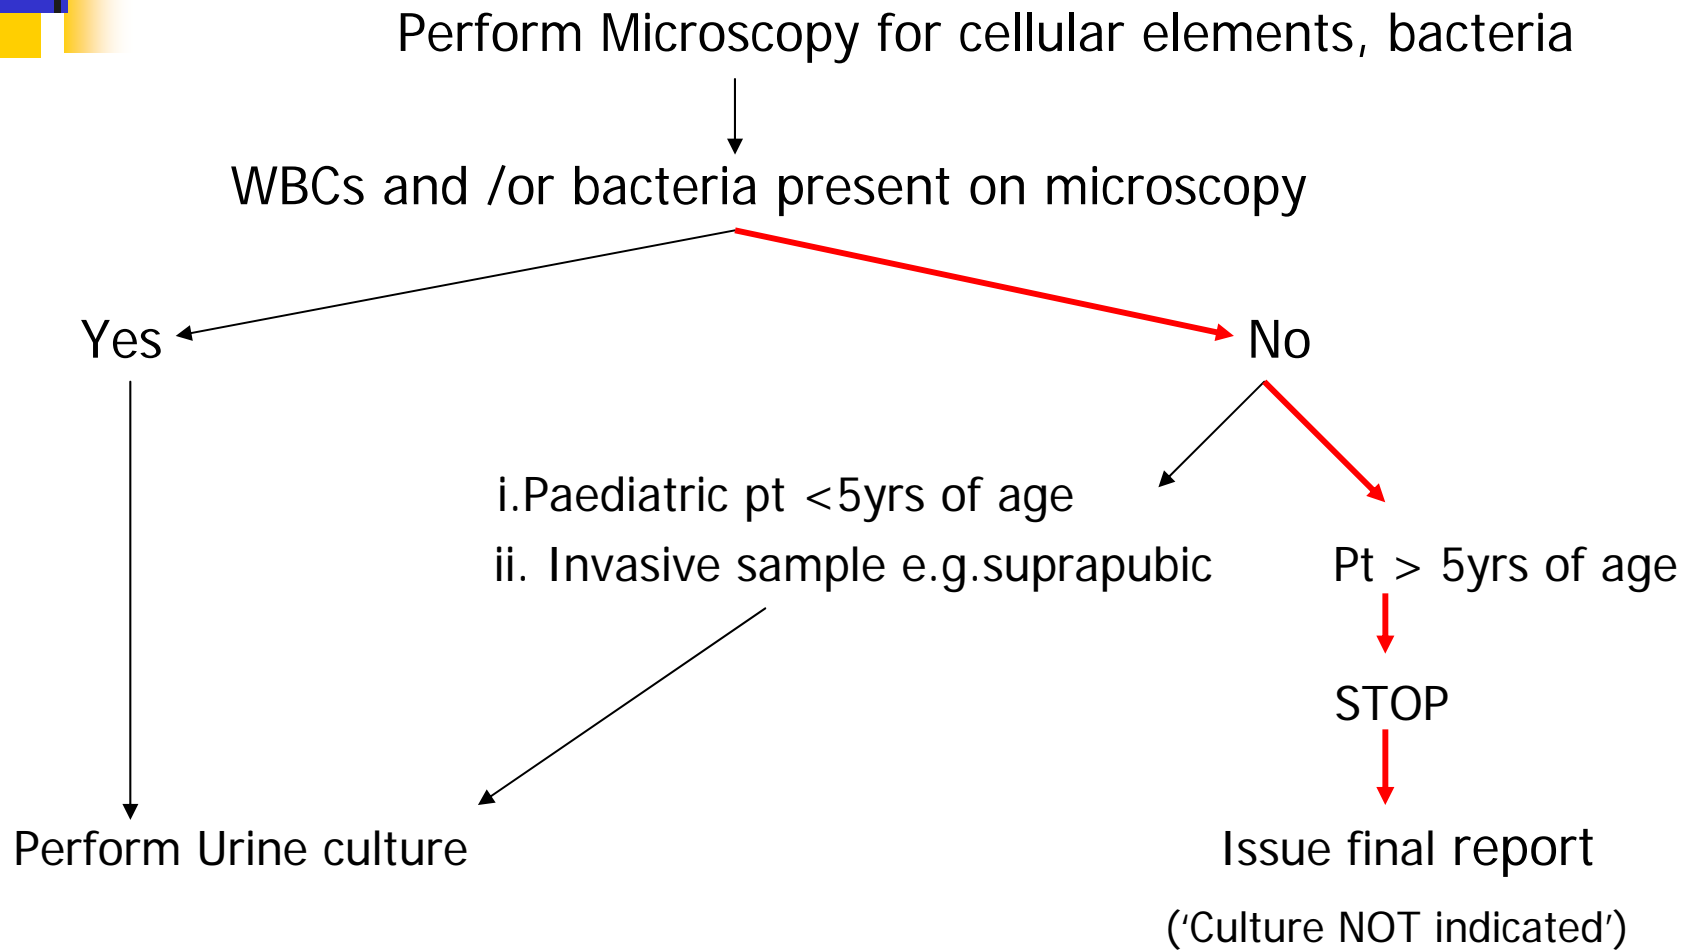 Perform Microscopy for cellular elements, bacteria
WBCs and /or bacteria present on microscopy
Yes
No
i.Paediatric pt <5yrs of age
ii. Invasive sample e.g.suprapubic
Pt > 5yrs of age
STOP
Perform Urine culture
Issue final report
(‘Culture NOT indicated’)